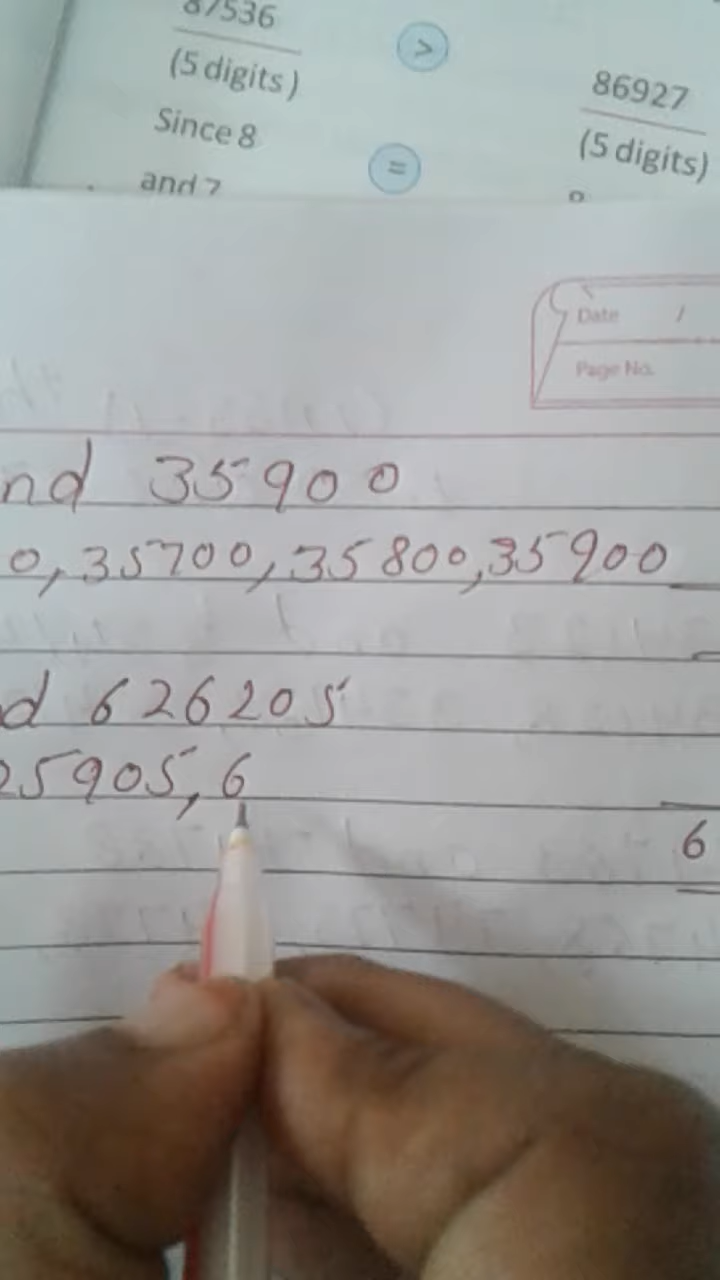 87536 > 86927
(5 digits) (5 digits)
Since 8 =
and 7
Date /
Page No.
nd 35900
0,35700,35800,35900
d 626205
25905,6
6